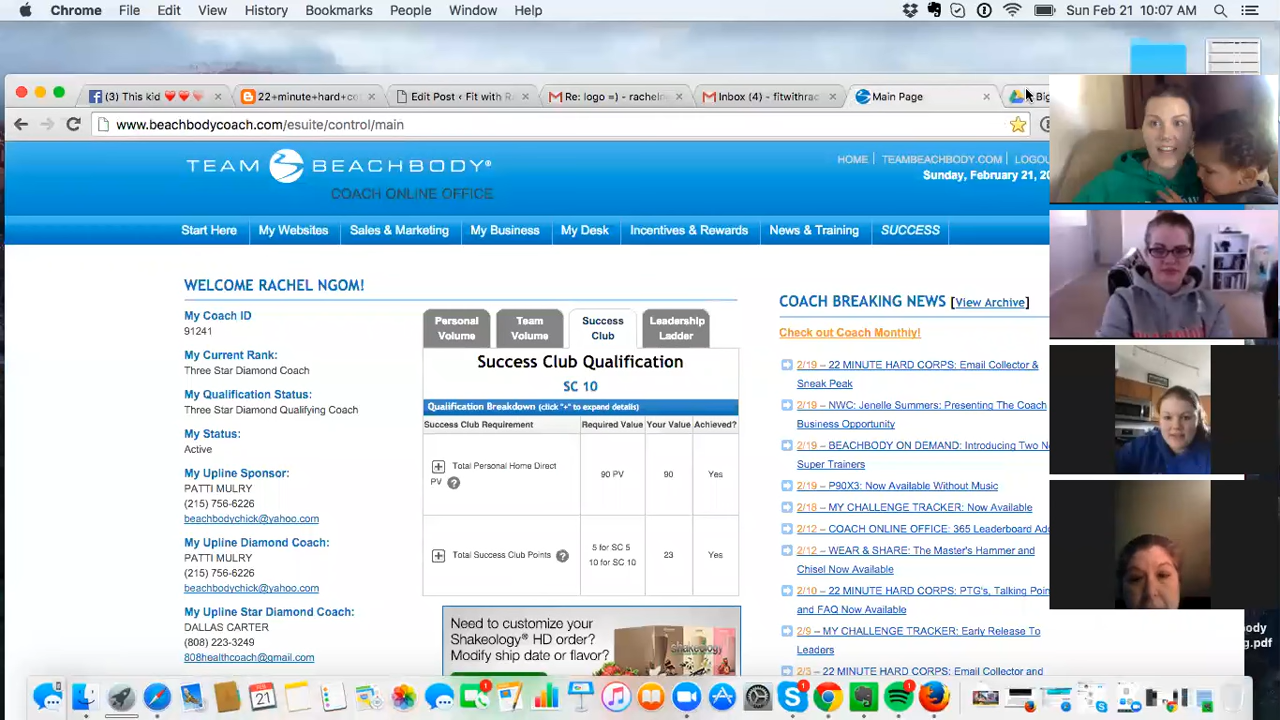 Chrome File Edit View History Bookmarks People Window Help Sun Feb 21 10:07 AM
(3) This kid 22+minute+hard+co Edit Post ‹ Fit with R Re: logo =) - rachelre Inbox (4) - fitwithrac Main Page Big
www.beachbodycoach.com/esuite/control/main
TEAM BEACHBODY®
COACH ONLINE OFFICE
HOME TEAMBEACHBODY.COM LOGOU
Sunday, February 21, 20
Start Here My Websites Sales & Marketing My Business My Desk Incentives & Rewards News & Training SUCCESS
WELCOME RACHEL NGOM!
My Coach ID
91241
My Current Rank:
Three Star Diamond Coach
My Qualification Status:
Three Star Diamond Qualifying Coach
My Status:
Active
My Upline Sponsor:
PATTI MULRY
(215) 756-6226
beachbodychick@yahoo.com
My Upline Diamond Coach:
PATTI MULRY
(215) 756-6226
beachbodychick@yahoo.com
My Upline Star Diamond Coach:
DALLAS CARTER
(808) 223-3249
808healthcoach@gmail.com
Personal Volume
Team Volume
Success Club
Leadership Ladder
Success Club Qualification
SC 10
Qualification Breakdown (click "+" to expand details)
Success Club Requirement Required Value Your Value Achieved?
Total Personal Home Direct PV ? 90 PV 90 Yes
Total Success Club Points ? 5 for SC 5 10 for SC 10 23 Yes
Need to customize your
Shakeology® HD order?
Modify ship date or flavor?
shakeology
COACH BREAKING NEWS [View Archive]
Check out Coach Monthly!
2/19 – 22 MINUTE HARD CORPS: Email Collector &
Sneak Peak
2/19 – NWC: Jenelle Summers: Presenting The Coach
Business Opportunity
2/19 – BEACHBODY ON DEMAND: Introducing Two N
Super Trainers
2/19 – P90X3: Now Available Without Music
2/18 – MY CHALLENGE TRACKER: Now Available
2/12 – COACH ONLINE OFFICE: 365 Leaderboard Add
2/12 – WEAR & SHARE: The Master's Hammer and
Chisel Now Available
2/10 – 22 MINUTE HARD CORPS: PTG's, Talking Poin
and FAQ Now Available
2/9 – MY CHALLENGE TRACKER: Early Release To
Leaders
2/3 – 22 MINUTE HARD CORPS: Email Collector and
body
g.pdf
FEB
21